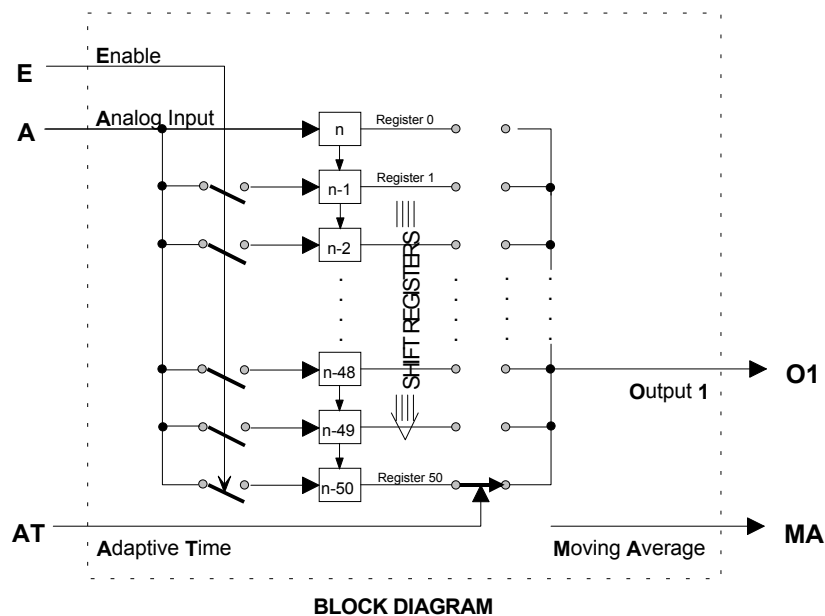 E
Enable
A
Analog Input
n
Register 0
n-1
Register 1
n-2
SHIFT REGISTERS
n-48
O1
Output 1
n-49
n-50
Register 50
AT
Adaptive Time
Moving Average
MA
BLOCK DIAGRAM